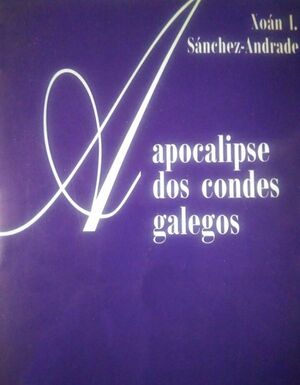 Xoán I.
Sánchez-Andrade
Apocalipse
dos condes
galegos